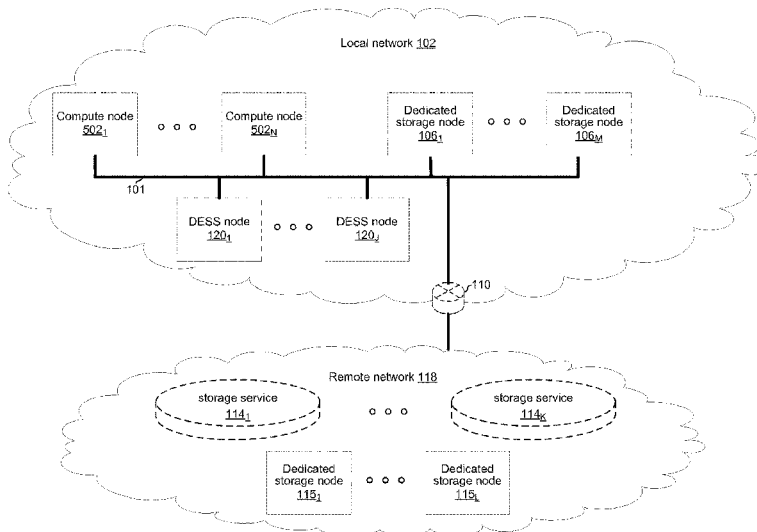 Local network 102
Compute node
502₁
Compute node
502N
Dedicated
storage node
106₁
Dedicated
storage node
106M
101
DESS node
120₁
DESS node
120J
110
Remote network 118
storage service
114₁
storage service
114K
Dedicated
storage node
115₁
Dedicated
storage node
115L